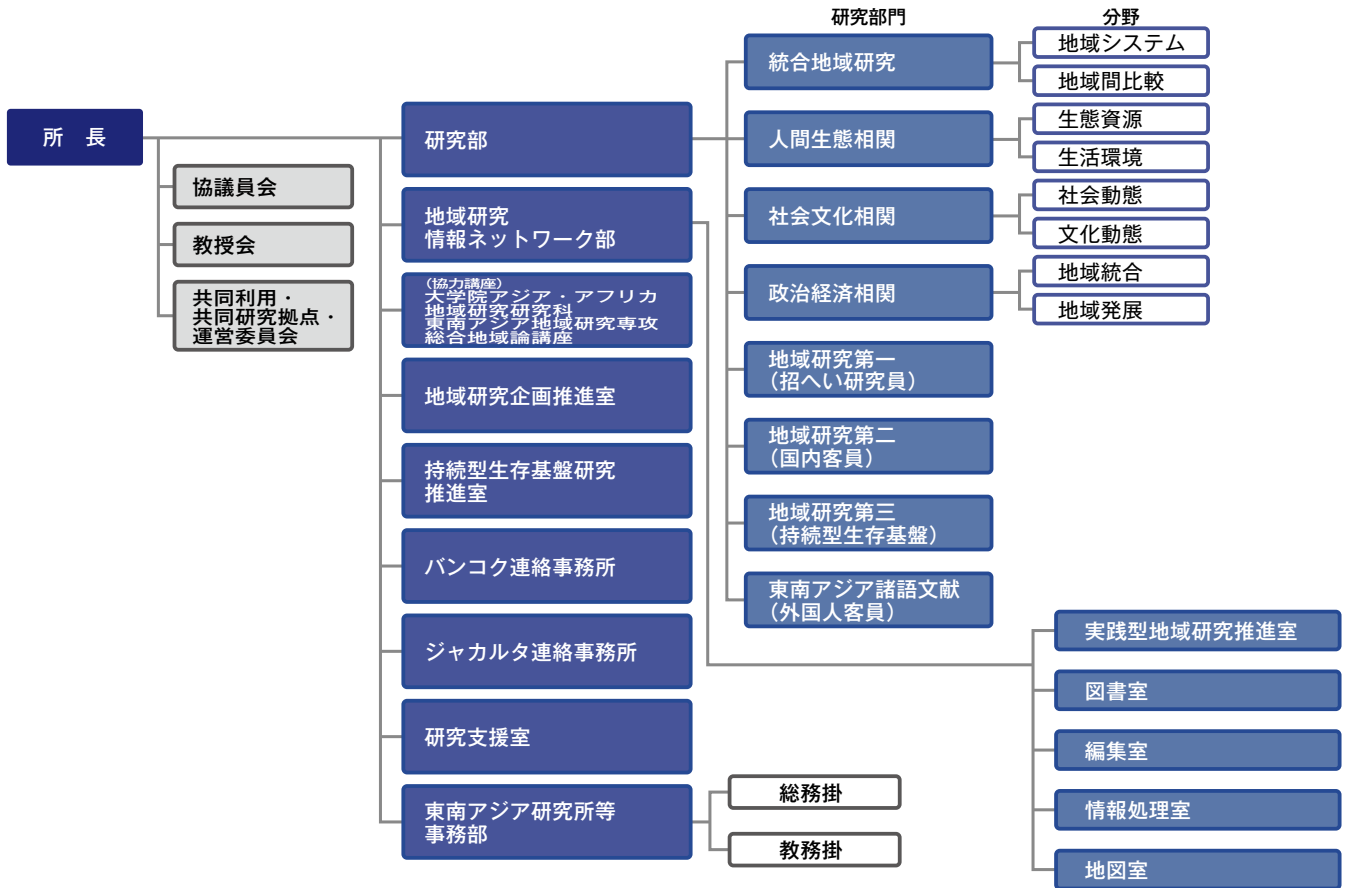 研究部門
分野
所　長
協議員会
教授会
共同利用・
共同研究拠点・
運営委員会
研究部
地域研究
情報ネットワーク部
(協力講座)
大学院アジア・アフリカ
地域研究研究科
東南アジア地域研究専攻
総合地域論講座
地域研究企画推進室
持続型生存基盤研究
推進室
バンコク連絡事務所
ジャカルタ連絡事務所
研究支援室
東南アジア研究所等
事務部
総務掛
教務掛
統合地域研究
人間生態相関
社会文化相関
政治経済相関
地域研究第一
（招へい研究員）
地域研究第二
（国内客員）
地域研究第三
（持続型生存基盤）
東南アジア諸語文献
（外国人客員）
地域システム
地域間比較
生態資源
生活環境
社会動態
文化動態
地域統合
地域発展
実践型地域研究推進室
図書室
編集室
情報処理室
地図室